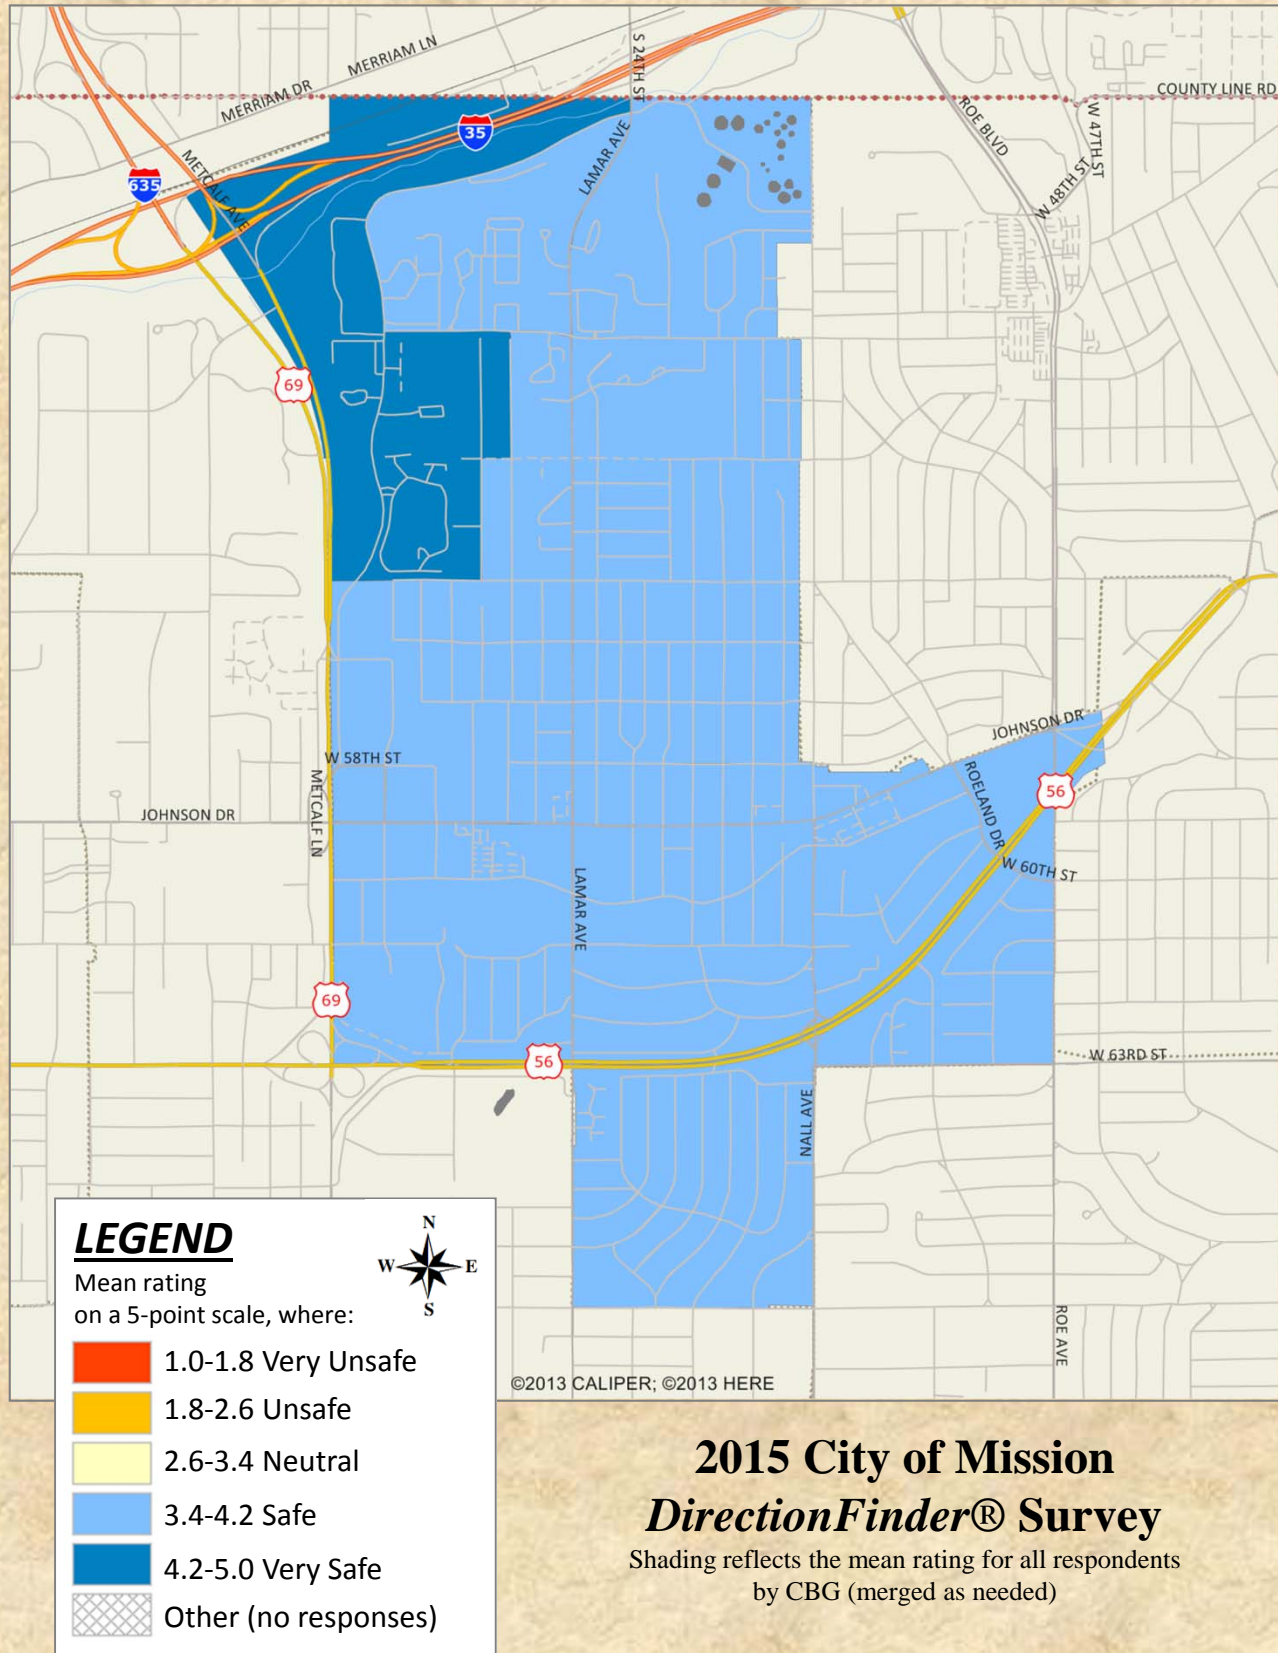 MERRIAM LN
MERRIAM DR
S 24TH ST
COUNTY LINE RD
ROE BLVD
W 47TH ST
W 48TH ST
35
LAMAR AVE
635
METCALF AVE
69
JOHNSON DR
W 58TH ST
ROELAND DR
56
METCALF LN
JOHNSON DR
W 60TH ST
LAMAR AVE
69
56
W 63RD ST
NALL AVE
ROE AVE
LEGEND
N
W E
S
Mean rating
on a 5-point scale, where:
1.0-1.8 Very Unsafe
1.8-2.6 Unsafe
2.6-3.4 Neutral
3.4-4.2 Safe
4.2-5.0 Very Safe
Other (no responses)
©2013 CALIPER; ©2013 HERE
2015 City of Mission
DirectionFinder® Survey
Shading reflects the mean rating for all respondents
by CBG (merged as needed)